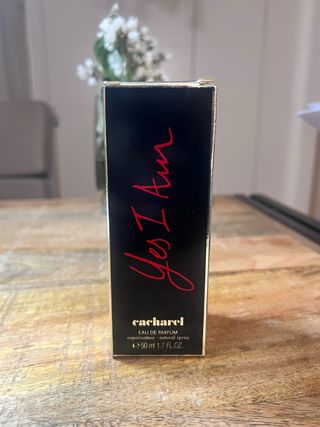 Yes I Am
cacharel
EAU DE PARFUM
vaporisateur - natural spray
℮ 50 ml 1.7 FL.OZ.